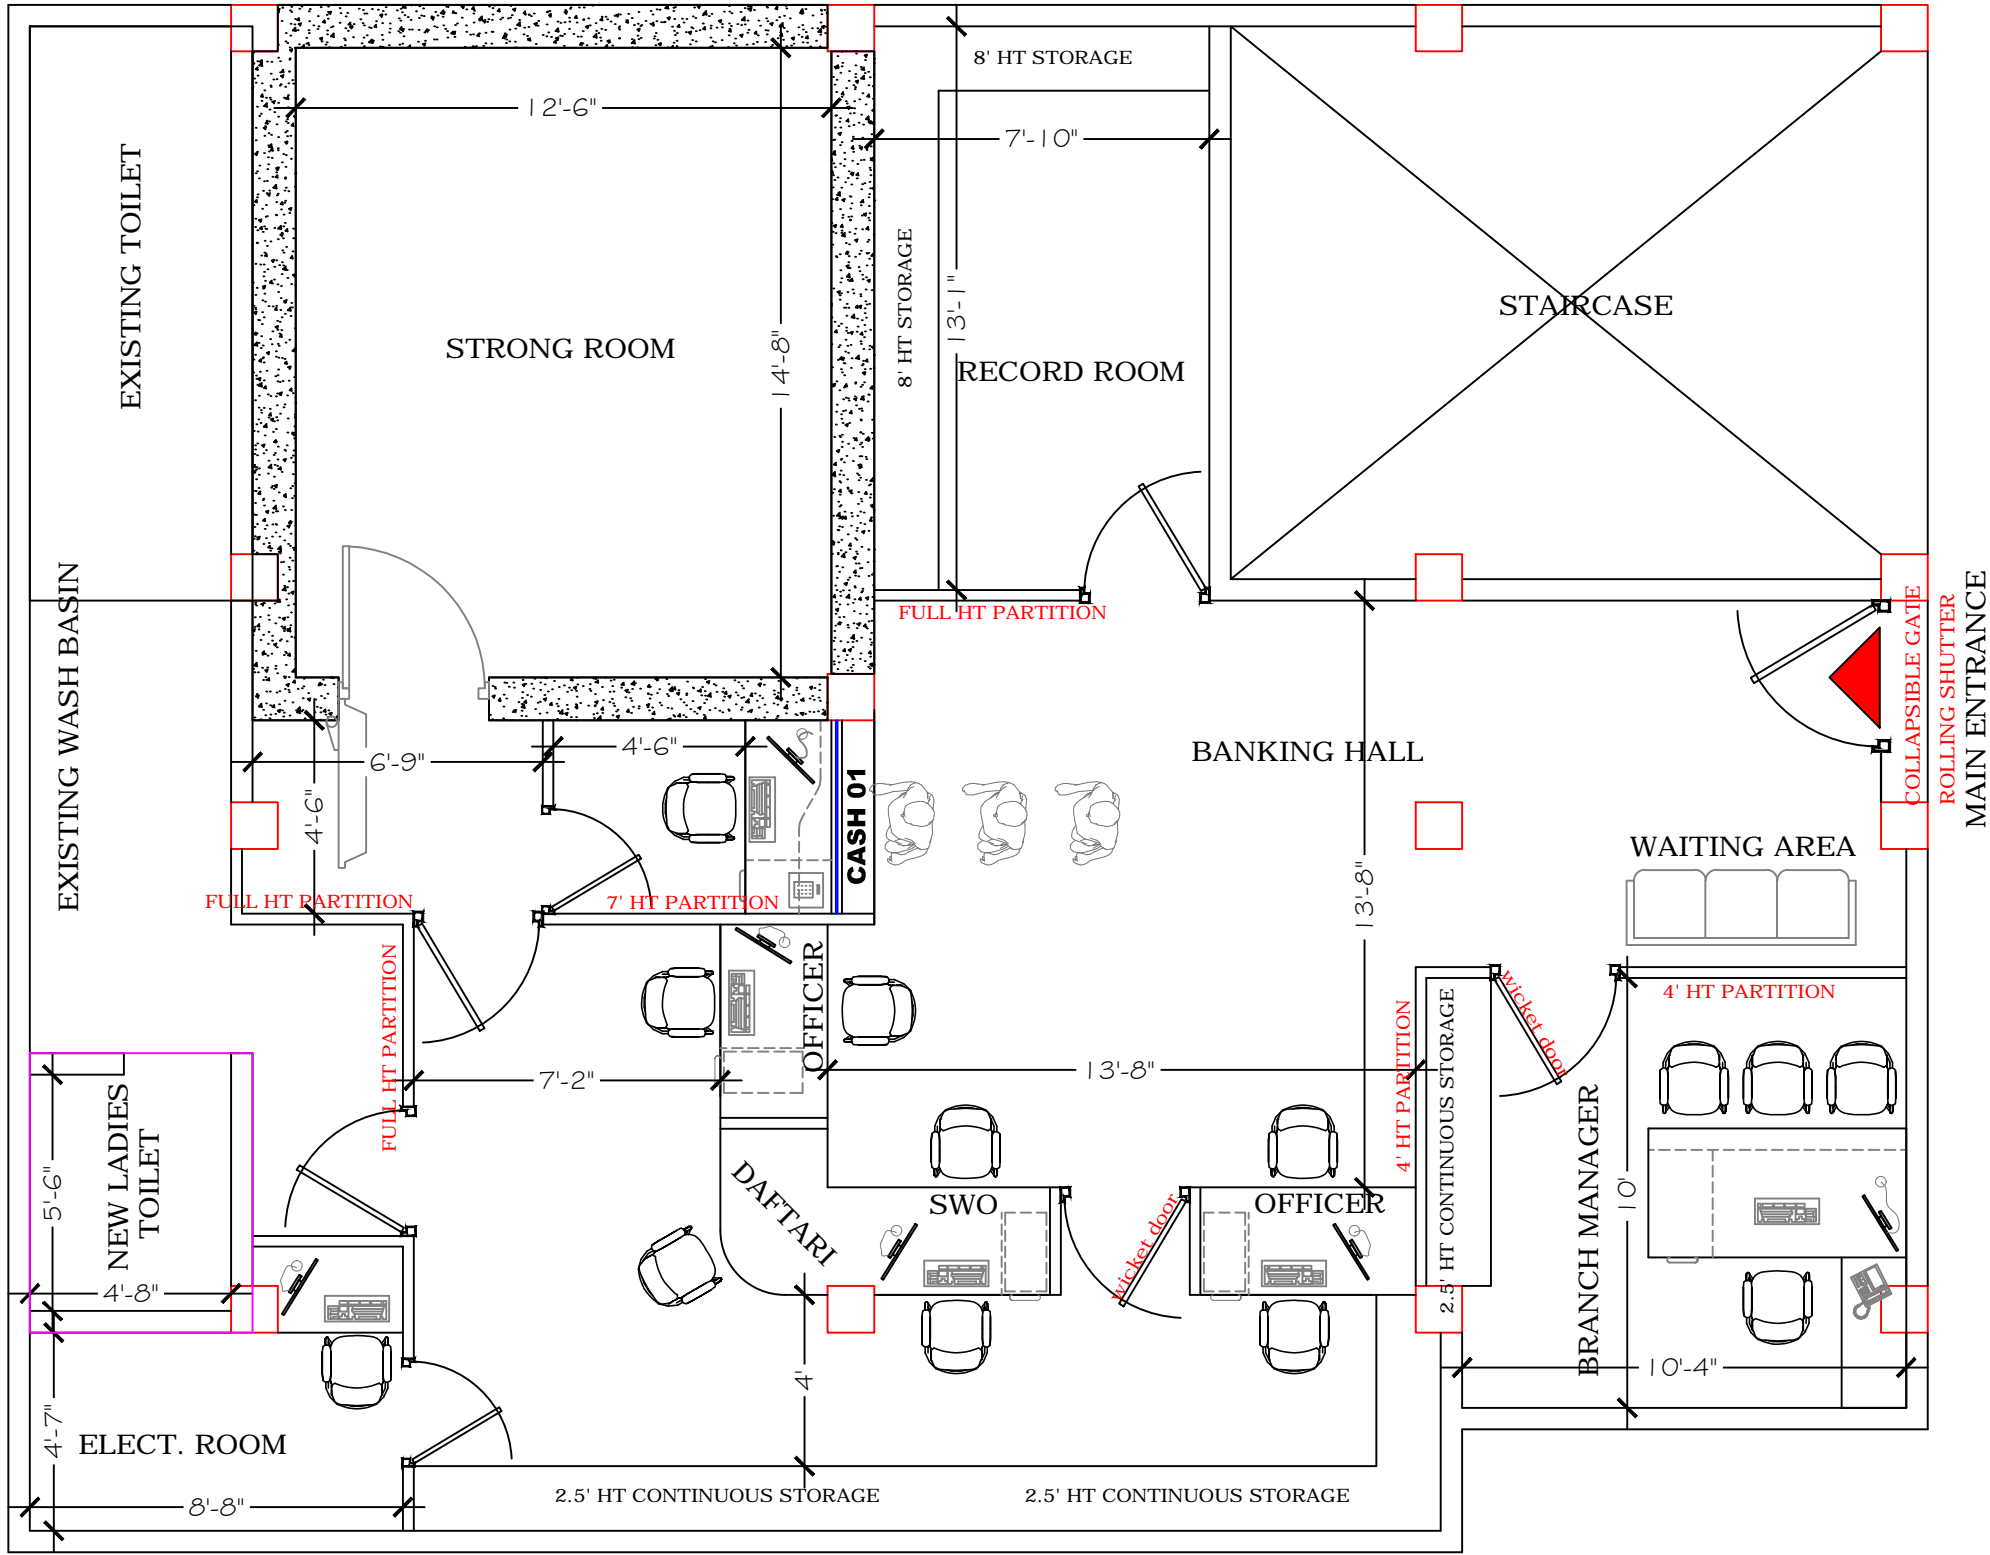 8' HT STORAGE
12'-6"
7'-10"
EXISTING TOILET
8' HT STORAGE
13'-1"
14'-8"
STRONG ROOM
RECORD ROOM
STAIRCASE
FULL HT PARTITION
COLLAPSIBLE GATE
ROLLING SHUTTER
MAIN ENTRANCE
EXISTING WASH BASIN
6'-9"
4'-6"
4'-6"
CASH 01
BANKING HALL
WAITING AREA
13'-8"
FULL HT PARTITION
7' HT PARTITION
FULL HT PARTITION
OFFICER
4' HT PARTITION
2.5' HT CONTINUOUS STORAGE
wicket door
4' HT PARTITION
7'-2"
13'-8"
NEW LADIES
TOILET
5'-6"
4'-8"
DAFTARI
SWO
wicket door
OFFICER
BRANCH MANAGER
10'
10'-4"
4'
4'-7"
ELECT. ROOM
8'-8"
2.5' HT CONTINUOUS STORAGE
2.5' HT CONTINUOUS STORAGE